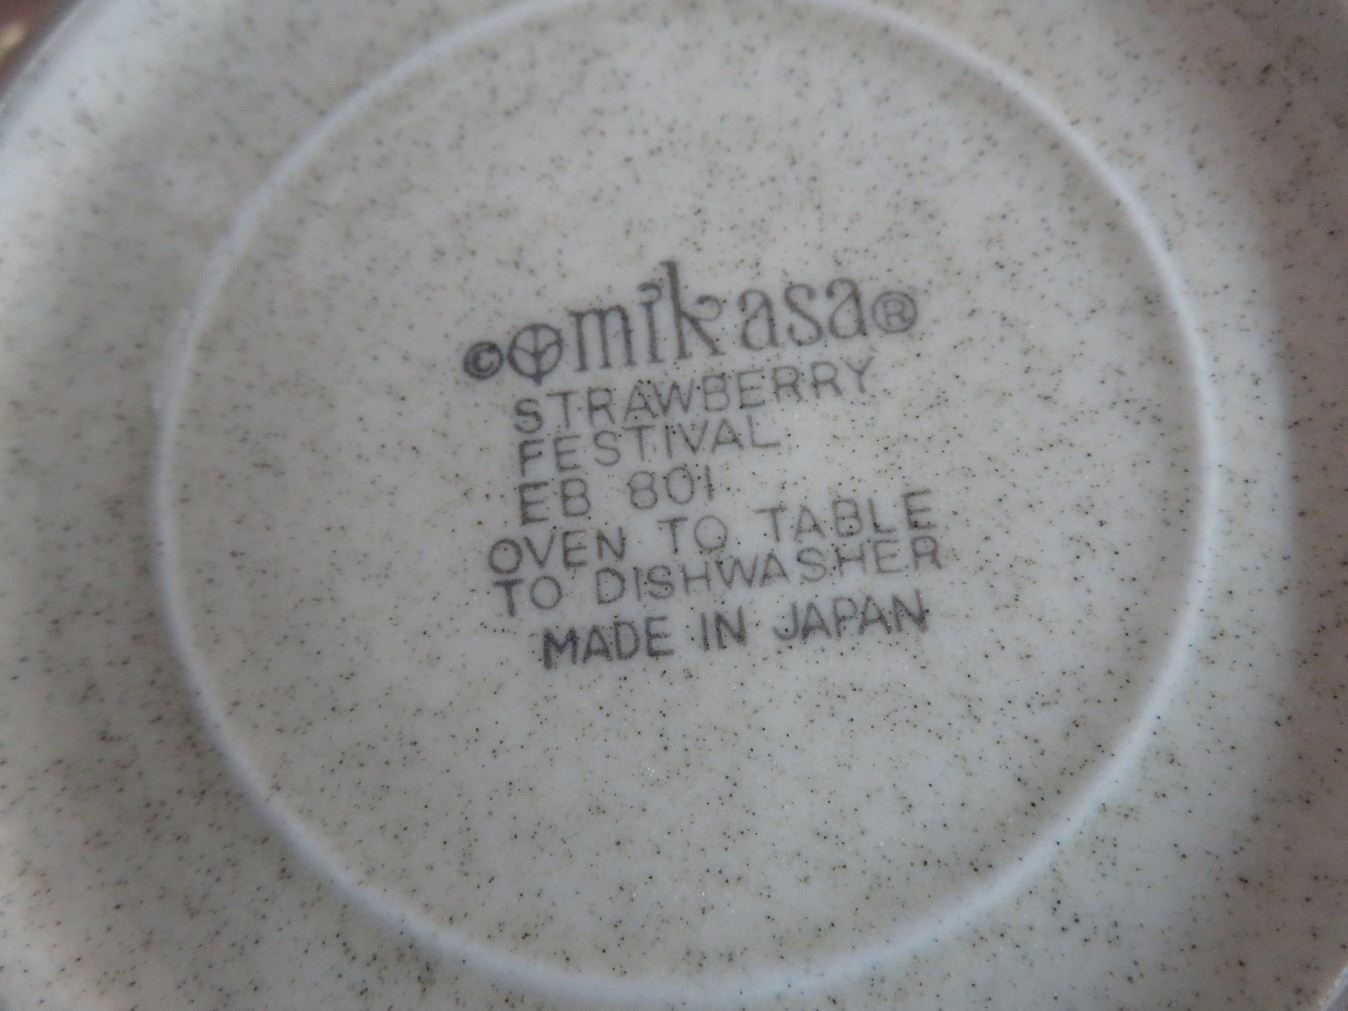 ©mikasa®
STRAWBERRY
FESTIVAL
EB 801
OVEN TO TABLE
TO DISHWASHER
MADE IN JAPAN